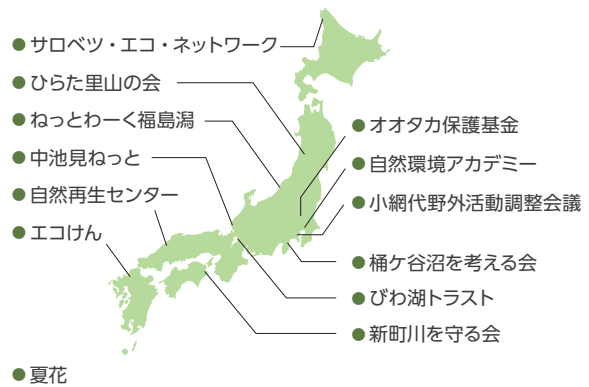 ● サロベツ・エコ・ネットワーク
● ひらた里山の会
● ねっとわーく福島潟
● 中池見ねっと
● 自然再生センター
● エコけん
● オオタカ保護基金
● 自然環境アカデミー
● 小網代野外活動調整会議
● 桶ケ谷沼を考える会
● びわ湖トラスト
● 新町川を守る会
● 夏花